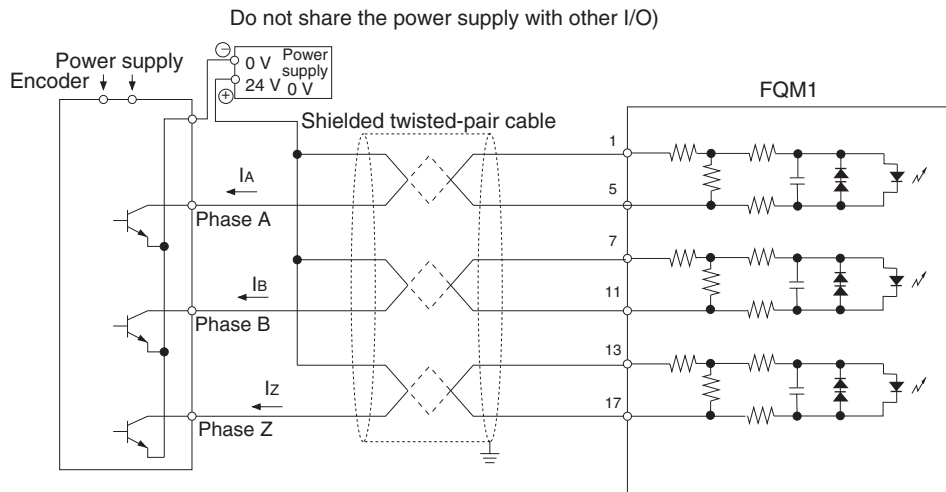 Do not share the power supply with other I/O)
Power supply
Encoder
0 V
Power
supply
24 V
0 V
FQM1
Shielded twisted-pair cable
1
IA
5
Phase A
7
IB
11
Phase B
13
IZ
17
Phase Z